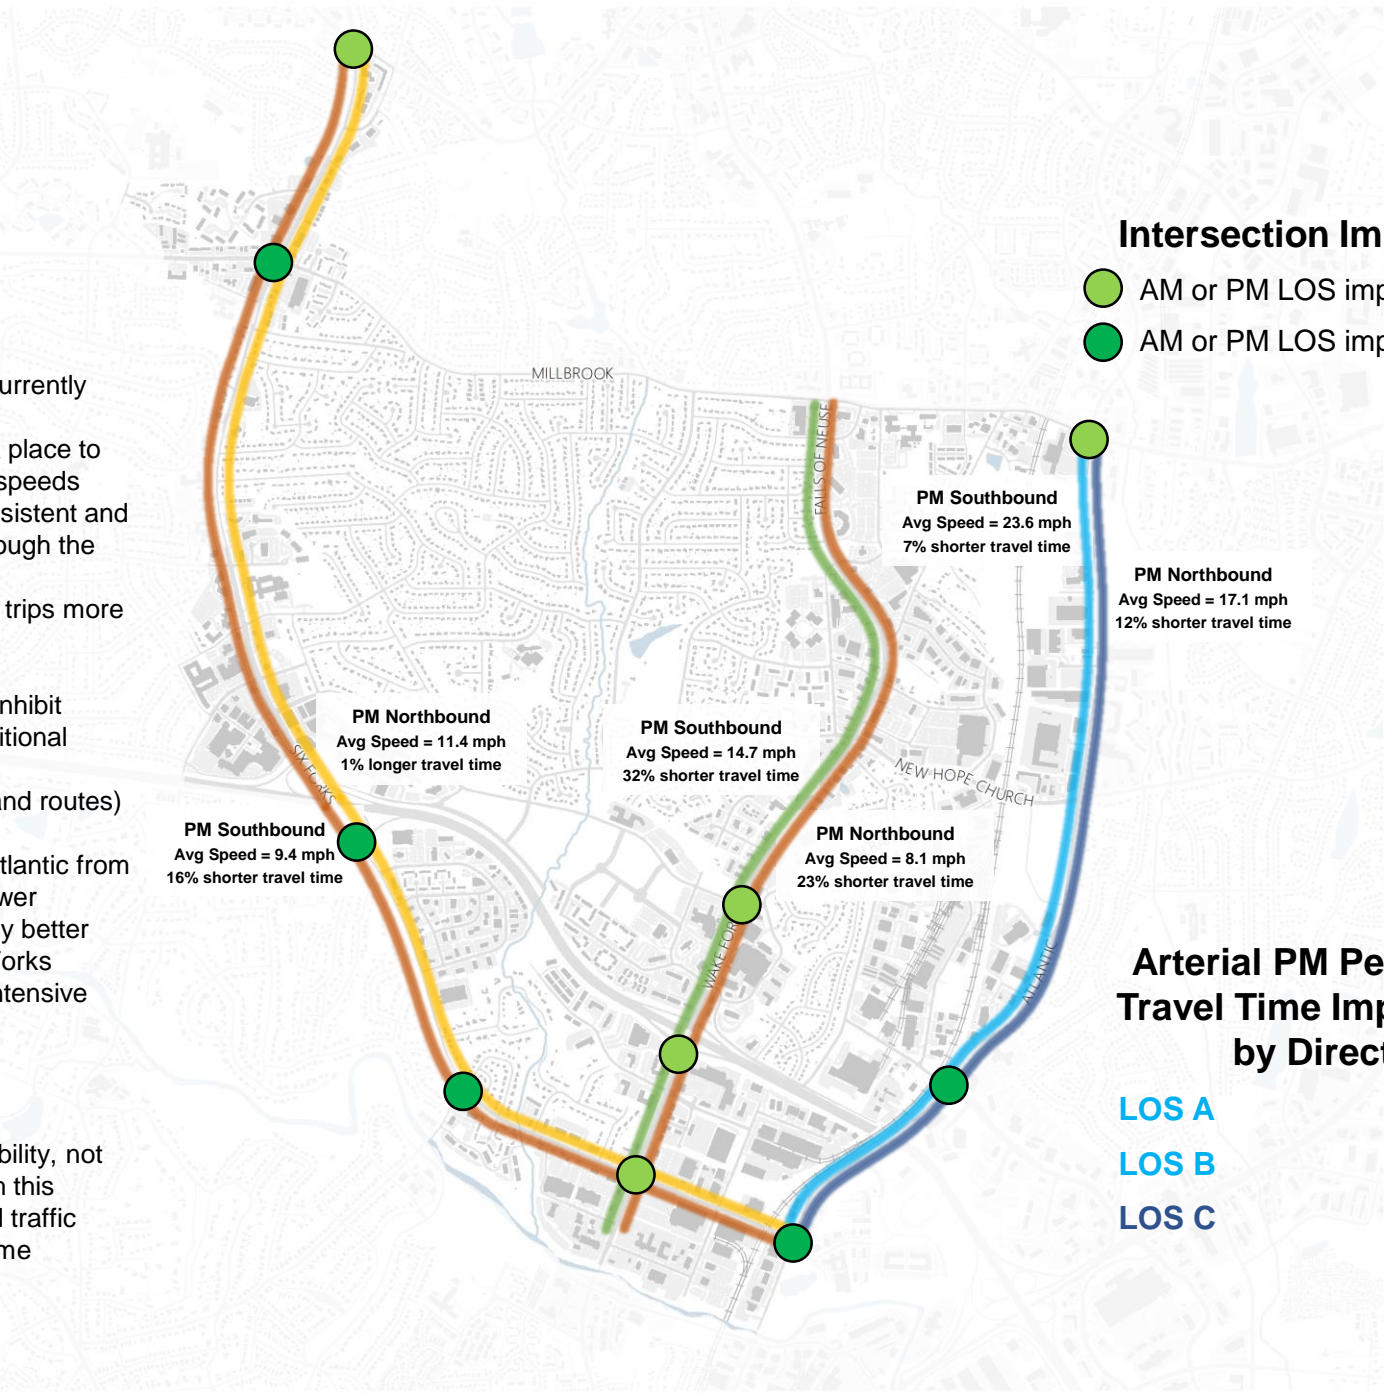 Intersection Im
AM or PM LOS imp
AM or PM LOS imp
urrently
place to
speeds
sistent and
ough the
trips more
nhibit
itional
and routes)
tlantic from
wer
y better
orks
ntensive
bility, not
n this
d traffic
me
MILLBROOK
FALLS OF NEUSE
PM Southbound
Avg Speed = 23.6 mph
7% shorter travel time
PM Northbound
Avg Speed = 17.1 mph
12% shorter travel time
PM Northbound
Avg Speed = 11.4 mph
1% longer travel time
PM Southbound
Avg Speed = 14.7 mph
32% shorter travel time
SIX FORKS
NEW HOPE CHURCH
PM Southbound
Avg Speed = 9.4 mph
16% shorter travel time
PM Northbound
Avg Speed = 8.1 mph
23% shorter travel time
WAKE FOR
ATLANTIC
Arterial PM Pe
Travel Time Imp
by Direct
LOS A
LOS B
LOS C